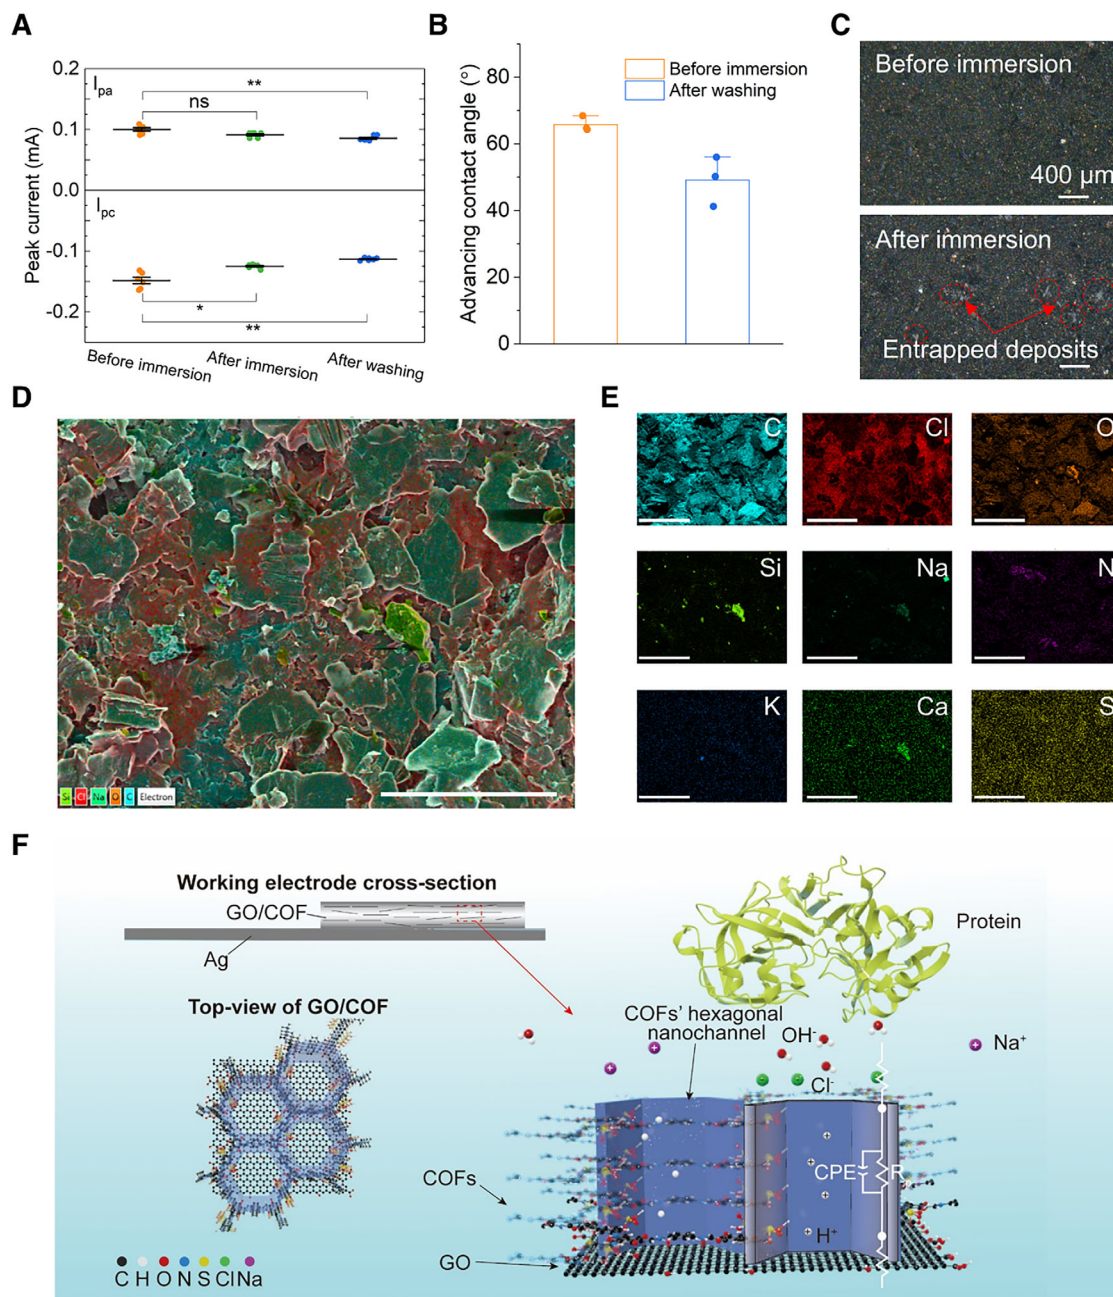 A
Peak current (mA)
0.2
0.1
0.0
-0.1
-0.2
Ipa
**
ns
Ipc
*
**
Before immersion
After immersion
After washing
B
Advancing contact angle (°)
80
60
40
20
0
Before immersion
After washing
C
Before immersion
400 μm
After immersion
Entrapped deposits
D
Si Cl Na O C Electron
E
C
Cl
O
Si
Na
N
K
Ca
S
F
Working electrode cross-section
GO/COF
Ag
Protein
Top-view of GO/COF
COFs' hexagonal
nanochannel
OH-
Na+
Cl-
COFs
CPE
R
H+
GO
C H O N S Cl Na